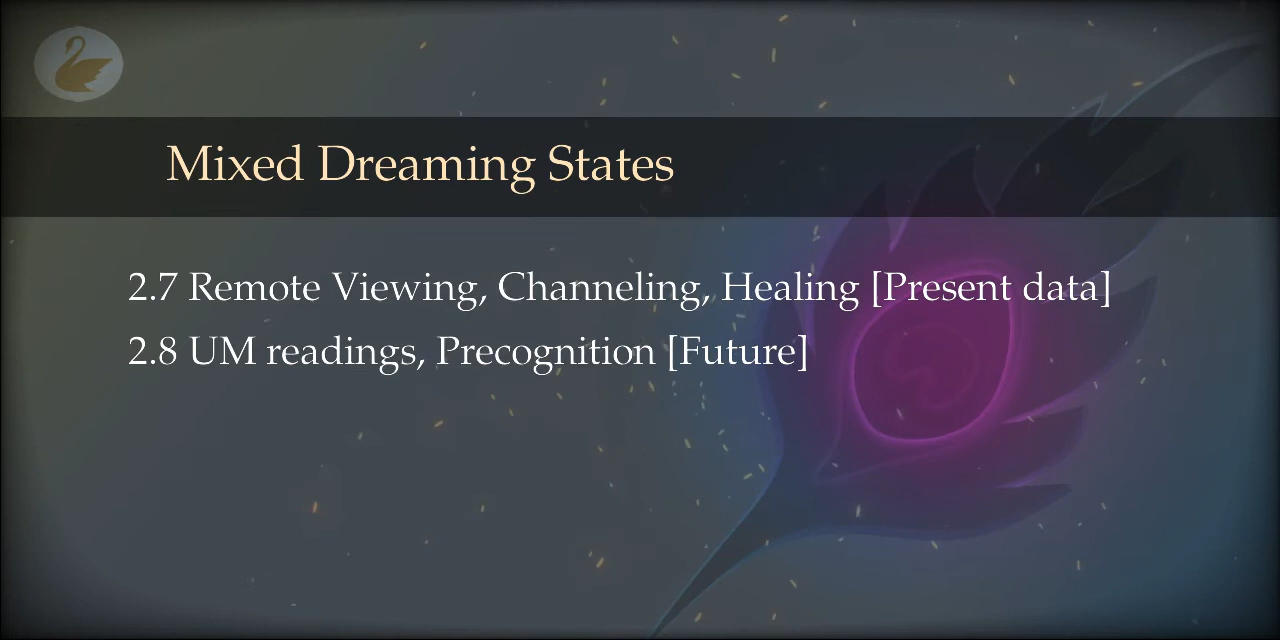 Mixed Dreaming States
2.7 Remote Viewing, Channeling, Healing [Present data]
2.8 UM readings, Precognition [Future]